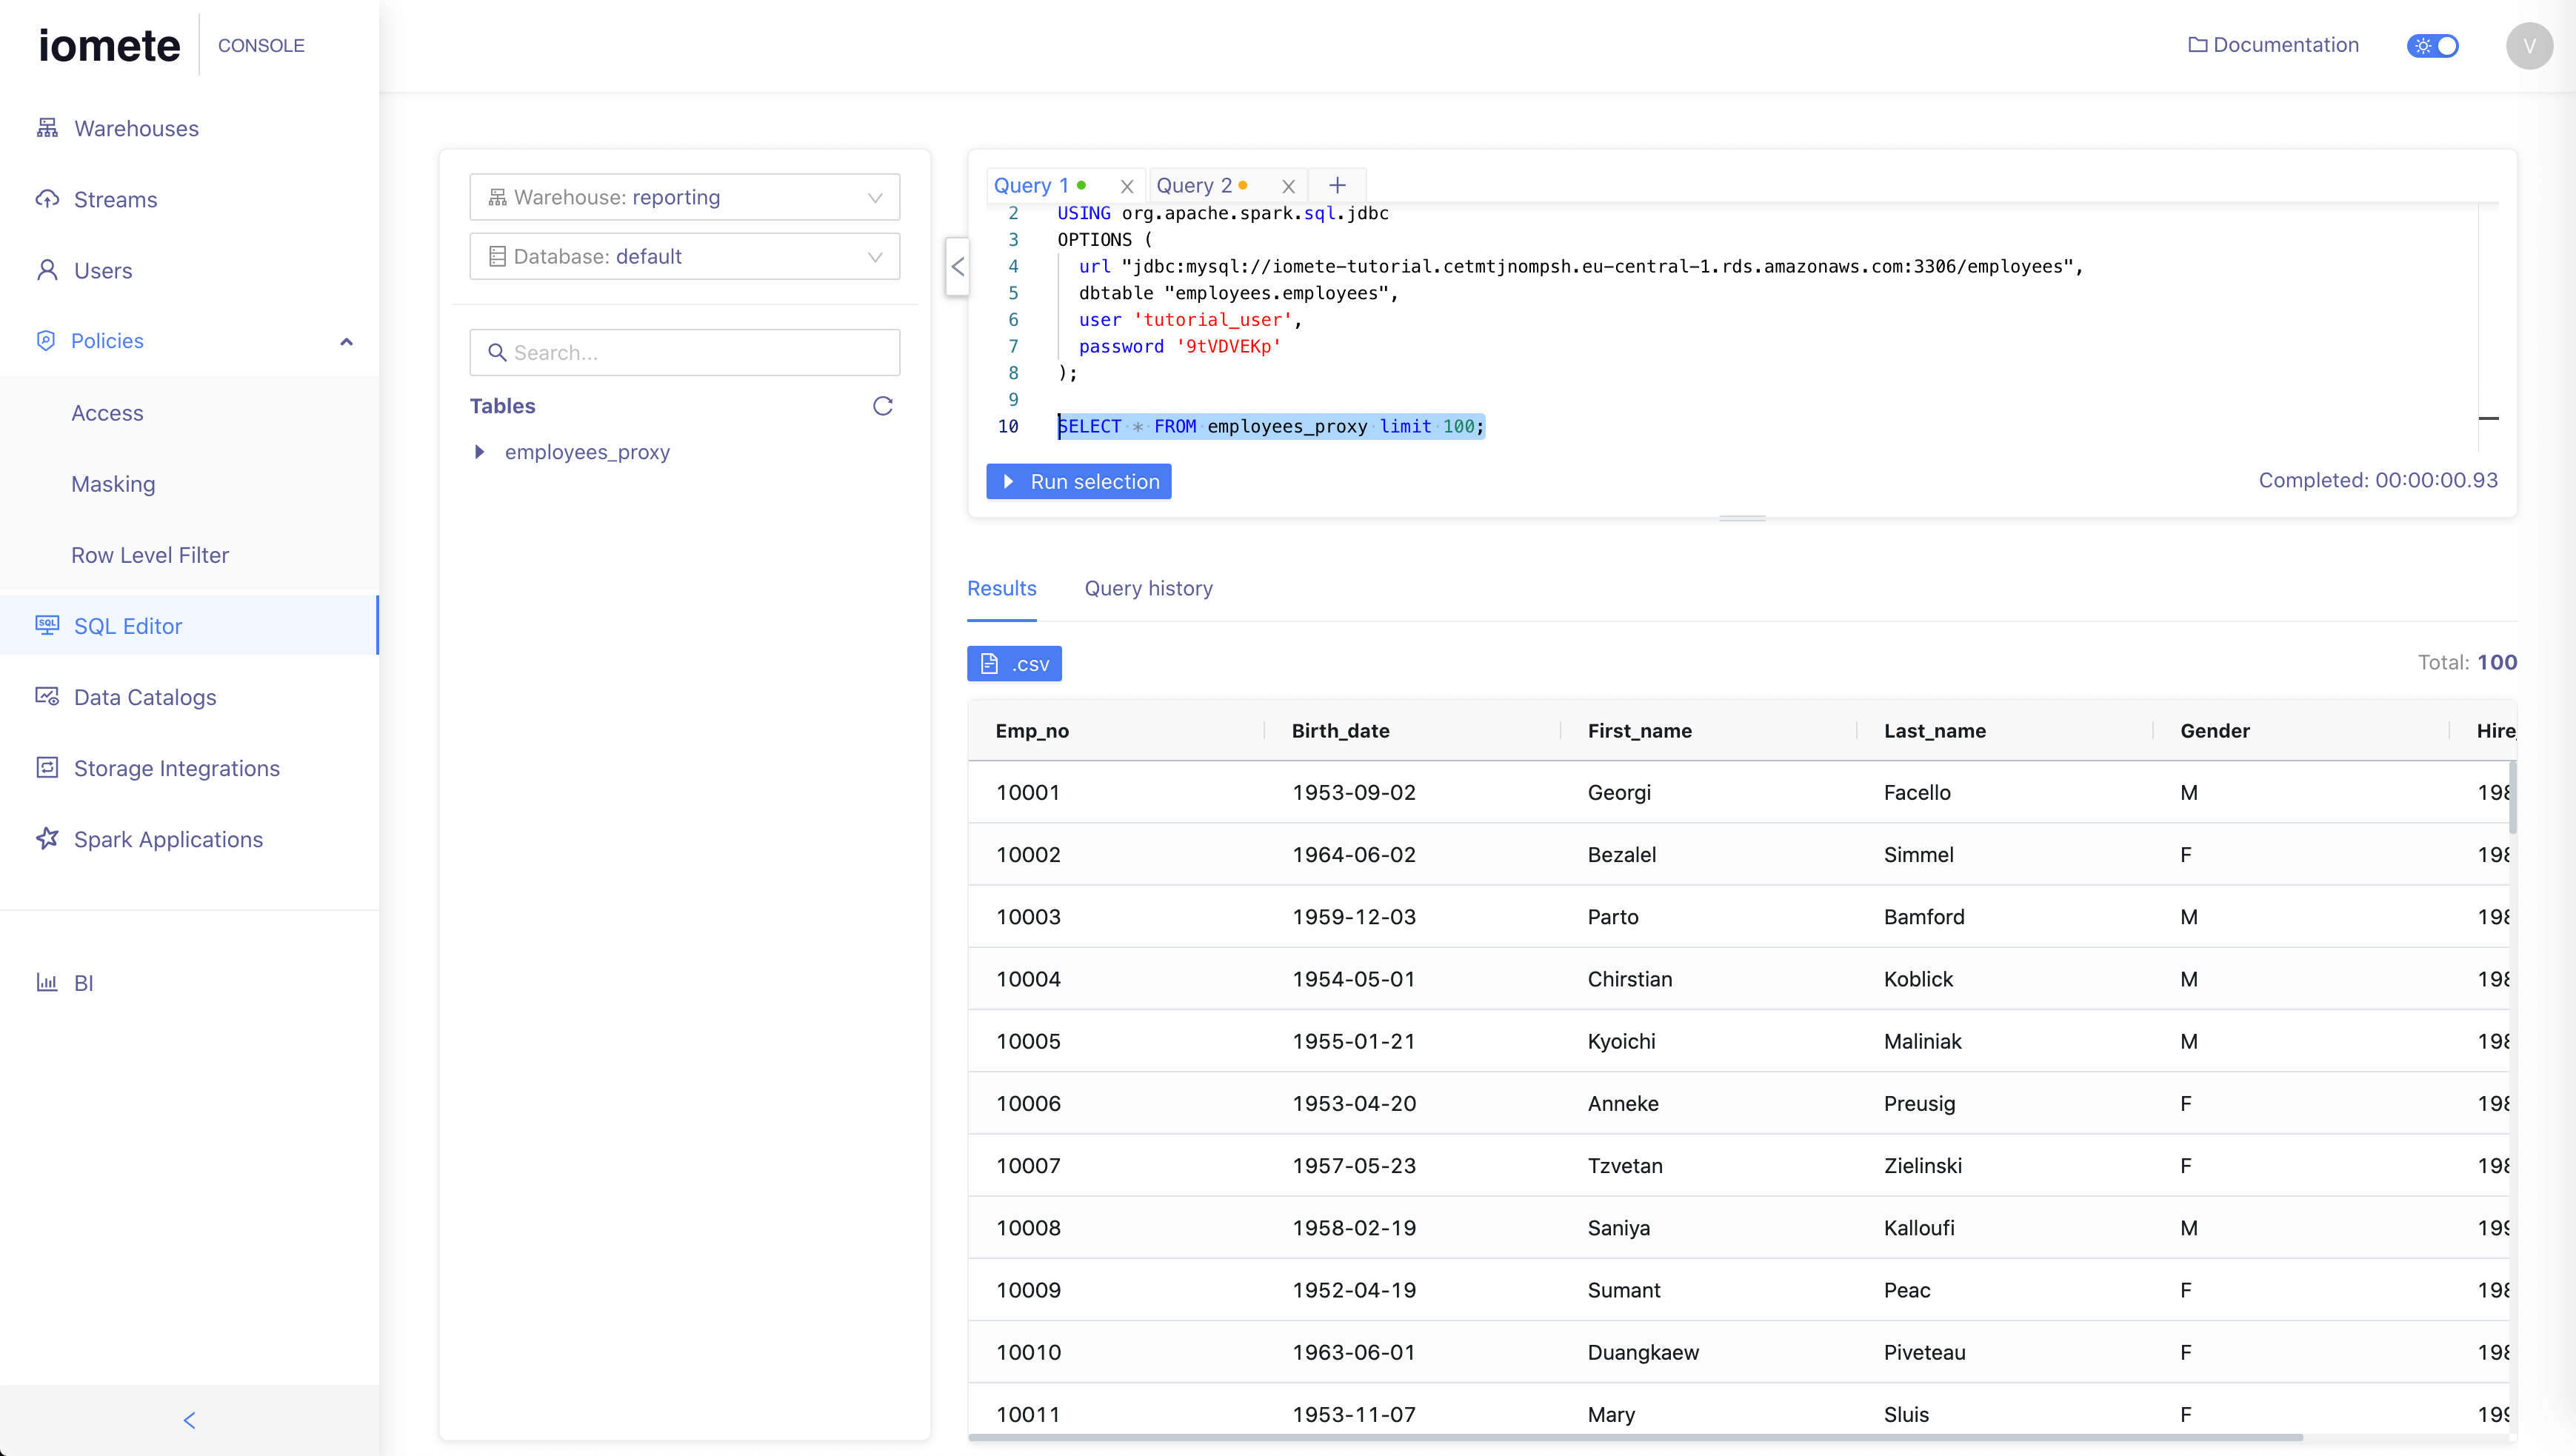 iomete CONSOLE
Documentation
V
Warehouses
Streams
Users
Policies
Access
Masking
Row Level Filter
SQL Editor
Data Catalogs
Storage Integrations
Spark Applications
BI
Warehouse: reporting
Database: default
Search...
Tables
employees_proxy
Query 1
Query 2
2 USING org.apache.spark.sql.jdbc
3 OPTIONS (
4 url "jdbc:mysql://iomete-tutorial.cetmtjnompsh.eu-central-1.rds.amazonaws.com:3306/employees",
5 dbtable "employees.employees",
6 user 'tutorial_user',
7 password '9tVDVEKp'
8 );
9
10 SELECT * FROM employees_proxy limit 100;
Run selection
Completed: 00:00:00.93
Results Query history
.csv
Total: 100
Emp_no Birth_date First_name Last_name Gender Hire_
10001 1953-09-02 Georgi Facello M 198
10002 1964-06-02 Bezalel Simmel F 198
10003 1959-12-03 Parto Bamford M 198
10004 1954-05-01 Chirstian Koblick M 198
10005 1955-01-21 Kyoichi Maliniak M 198
10006 1953-04-20 Anneke Preusig F 198
10007 1957-05-23 Tzvetan Zielinski F 198
10008 1958-02-19 Saniya Kalloufi M 199
10009 1952-04-19 Sumant Peac F 198
10010 1963-06-01 Duangkaew Piveteau F 198
10011 1953-11-07 Mary Sluis F 199